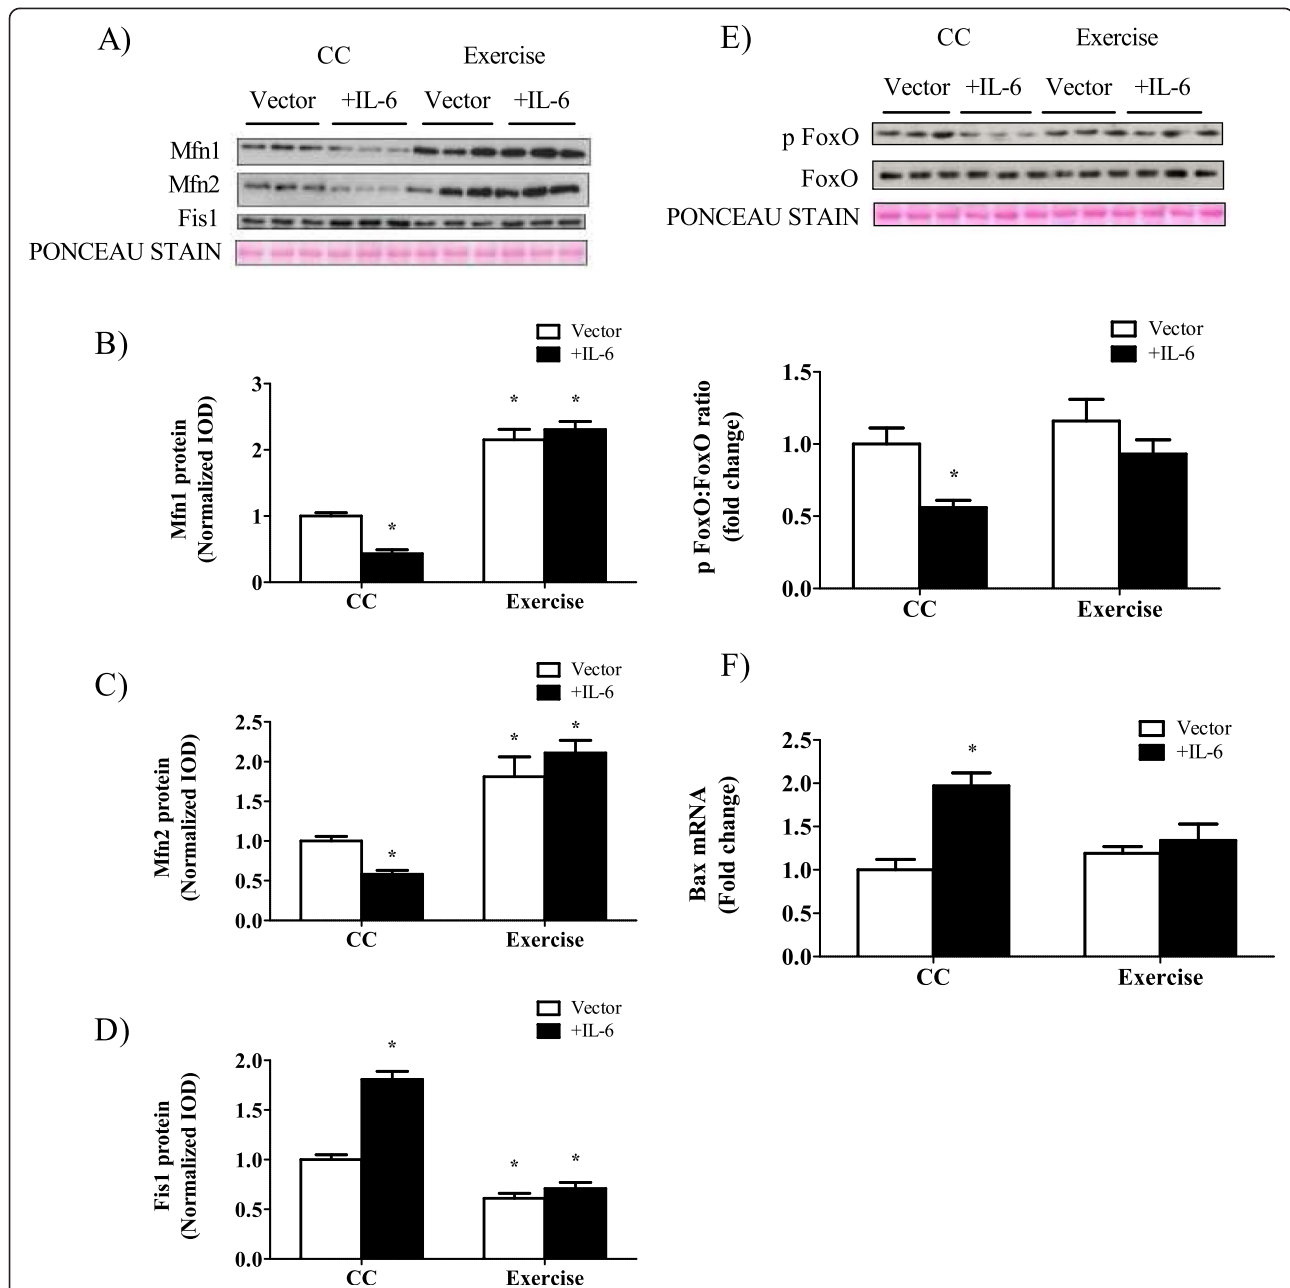 A)
CC Exercise
Vector +IL-6 Vector +IL-6
Mfn1
Mfn2
Fis1
PONCEAU STAIN
B)
Vector
+IL-6
Mfn1 protein
(Normalized IOD)
3
2
1
0
* * *
CC Exercise
C)
Vector
+IL-6
Mfn2 protein
(Normalized IOD)
2.5
2.0
1.5
1.0
0.5
0.0
* * *
CC Exercise
D)
Vector
+IL-6
Fis1 protein
(Normalized IOD)
2.0
1.5
1.0
0.5
0.0
* * *
CC Exercise
E)
CC Exercise
Vector +IL-6 Vector +IL-6
p FoxO
FoxO
PONCEAU STAIN
Vector
+IL-6
p FoxO:FoxO ratio
(fold change)
1.5
1.0
0.5
0.0
*
CC Exercise
F)
Vector
+IL-6
Bax mRNA
(Fold change)
2.5
2.0
1.5
1.0
0.5
0.0
*
CC Exercise